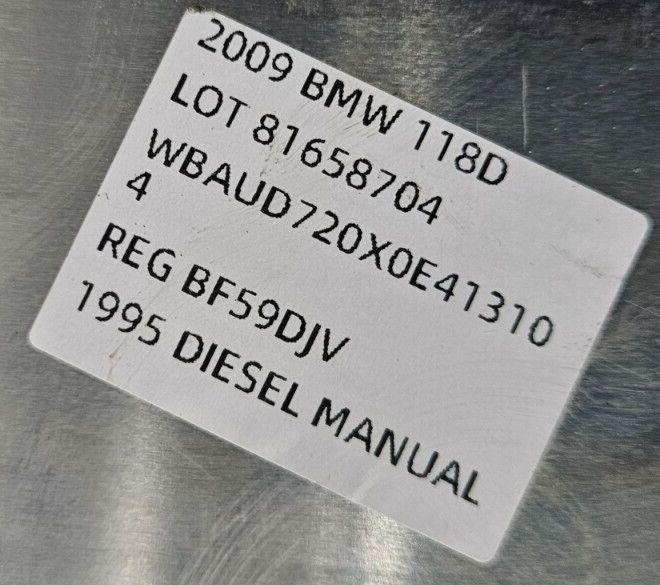 2009 BMW 118D
LOT 81658704
WBAUD720X0E41310
4
REG BF59DJV
1995 DIESEL MANUAL